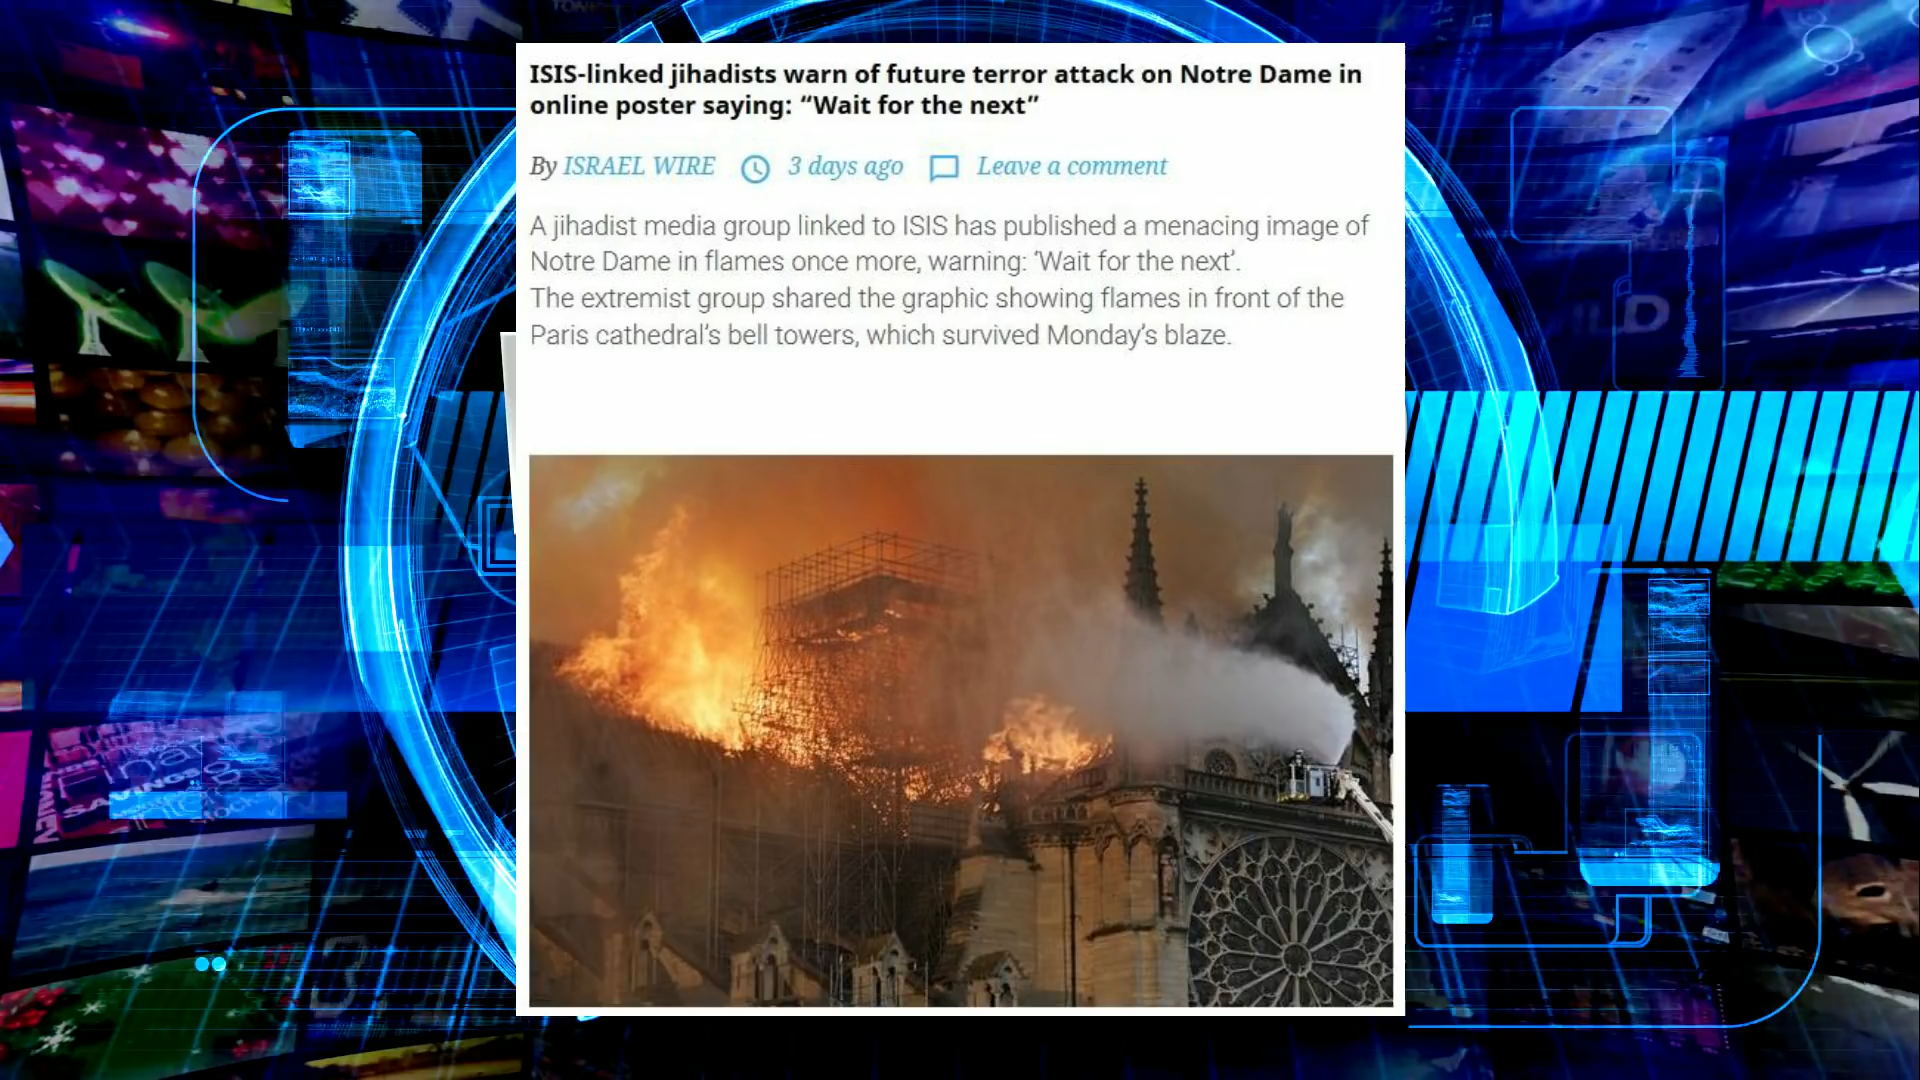 ISIS-linked jihadists warn of future terror attack on Notre Dame in
online poster saying: “Wait for the next”
By ISRAEL WIRE 3 days ago Leave a comment
A jihadist media group linked to ISIS has published a menacing image of
Notre Dame in flames once more, warning: ‘Wait for the next’.
The extremist group shared the graphic showing flames in front of the
Paris cathedral’s bell towers, which survived Monday’s blaze.
SAVINGS